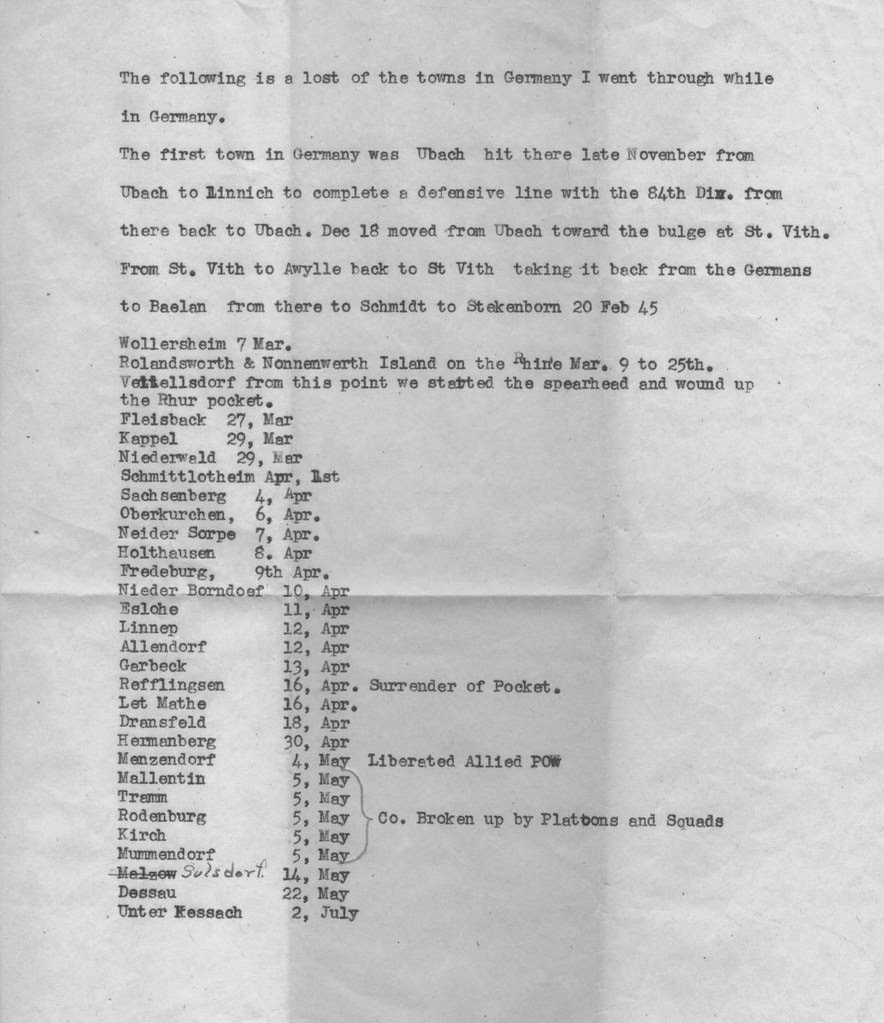 The following is a lost of the towns in Germany I went through while
in Germany.
The first town in Germany was Ubach hit there late Novenber from
Ubach to Linnich to complete a defensive line with the 84th Div. from
there back to Ubach. Dec 18 moved from Ubach toward the bulge at St. Vith.
From St. Vith to Awylle back to St Vith taking it back from the Germans
to Baelan from there to Schmidt to Stekenborn 20 Feb 45
Wollersheim 7 Mar.
Rolandsworth & Nonnenwerth Island on the Rhine Mar. 9 to 25th.
Vettellsdorf from this point we started the spearhead and wound up
the Rhur pocket.
Fleisback 27, Mar
Kappel 29, Mar
Niederwald 29, Mar
Schmittlotheim Apr, 1st
Sachsenberg 4, Apr
Oberkurchen, 6, Apr.
Neider Sorpe 7, Apr.
Holthausen 8. Apr
Fredeburg, 9th Apr.
Nieder Borndoef 10, Apr
Eslohe 11, Apr
Linnep 12, Apr
Allendorf 12, Apr
Garbeck 13, Apr
Refflingsen 16, Apr. Surrender of Pocket.
Let Mathe 16, Apr.
Dransfeld 18, Apr
Hermanberg 30, Apr
Menzendorf 4, May Liberated Allied POW
Mallentin 5, May
Tramm 5, May
Rodenburg 5, May Co. Broken up by Platoons and Squads
Kirch 5, May
Mummendorf 5, May
Malzow Sulsdorf. 14, May
Dessau 22, May
Unter Kessach 2, July